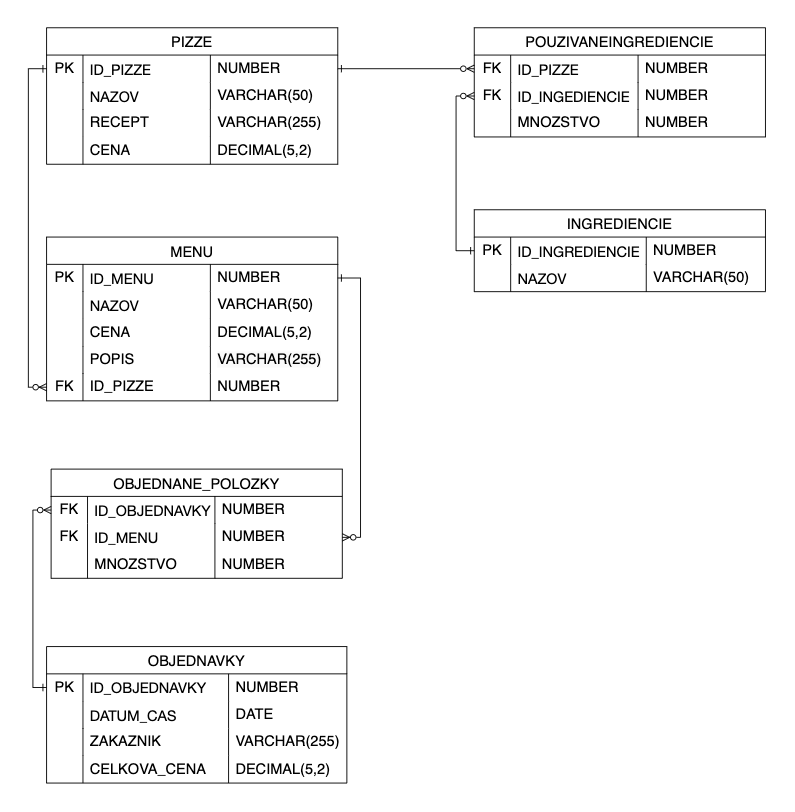 PIZZE
PK ID_PIZZE NUMBER
NAZOV VARCHAR(50)
RECEPT VARCHAR(255)
CENA DECIMAL(5,2)
POUZIVANEINGREDIENCIE
FK ID_PIZZE NUMBER
FK ID_INGEDIENCIE NUMBER
MNOZSTVO NUMBER
INGREDIENCIE
PK ID_INGREDIENCIE NUMBER
NAZOV VARCHAR(50)
MENU
PK ID_MENU NUMBER
NAZOV VARCHAR(50)
CENA DECIMAL(5,2)
POPIS VARCHAR(255)
FK ID_PIZZE NUMBER
OBJEDNANE_POLOZKY
FK ID_OBJEDNAVKY NUMBER
FK ID_MENU NUMBER
MNOZSTVO NUMBER
OBJEDNAVKY
PK ID_OBJEDNAVKY NUMBER
DATUM_CAS DATE
ZAKAZNIK VARCHAR(255)
CELKOVA_CENA DECIMAL(5,2)